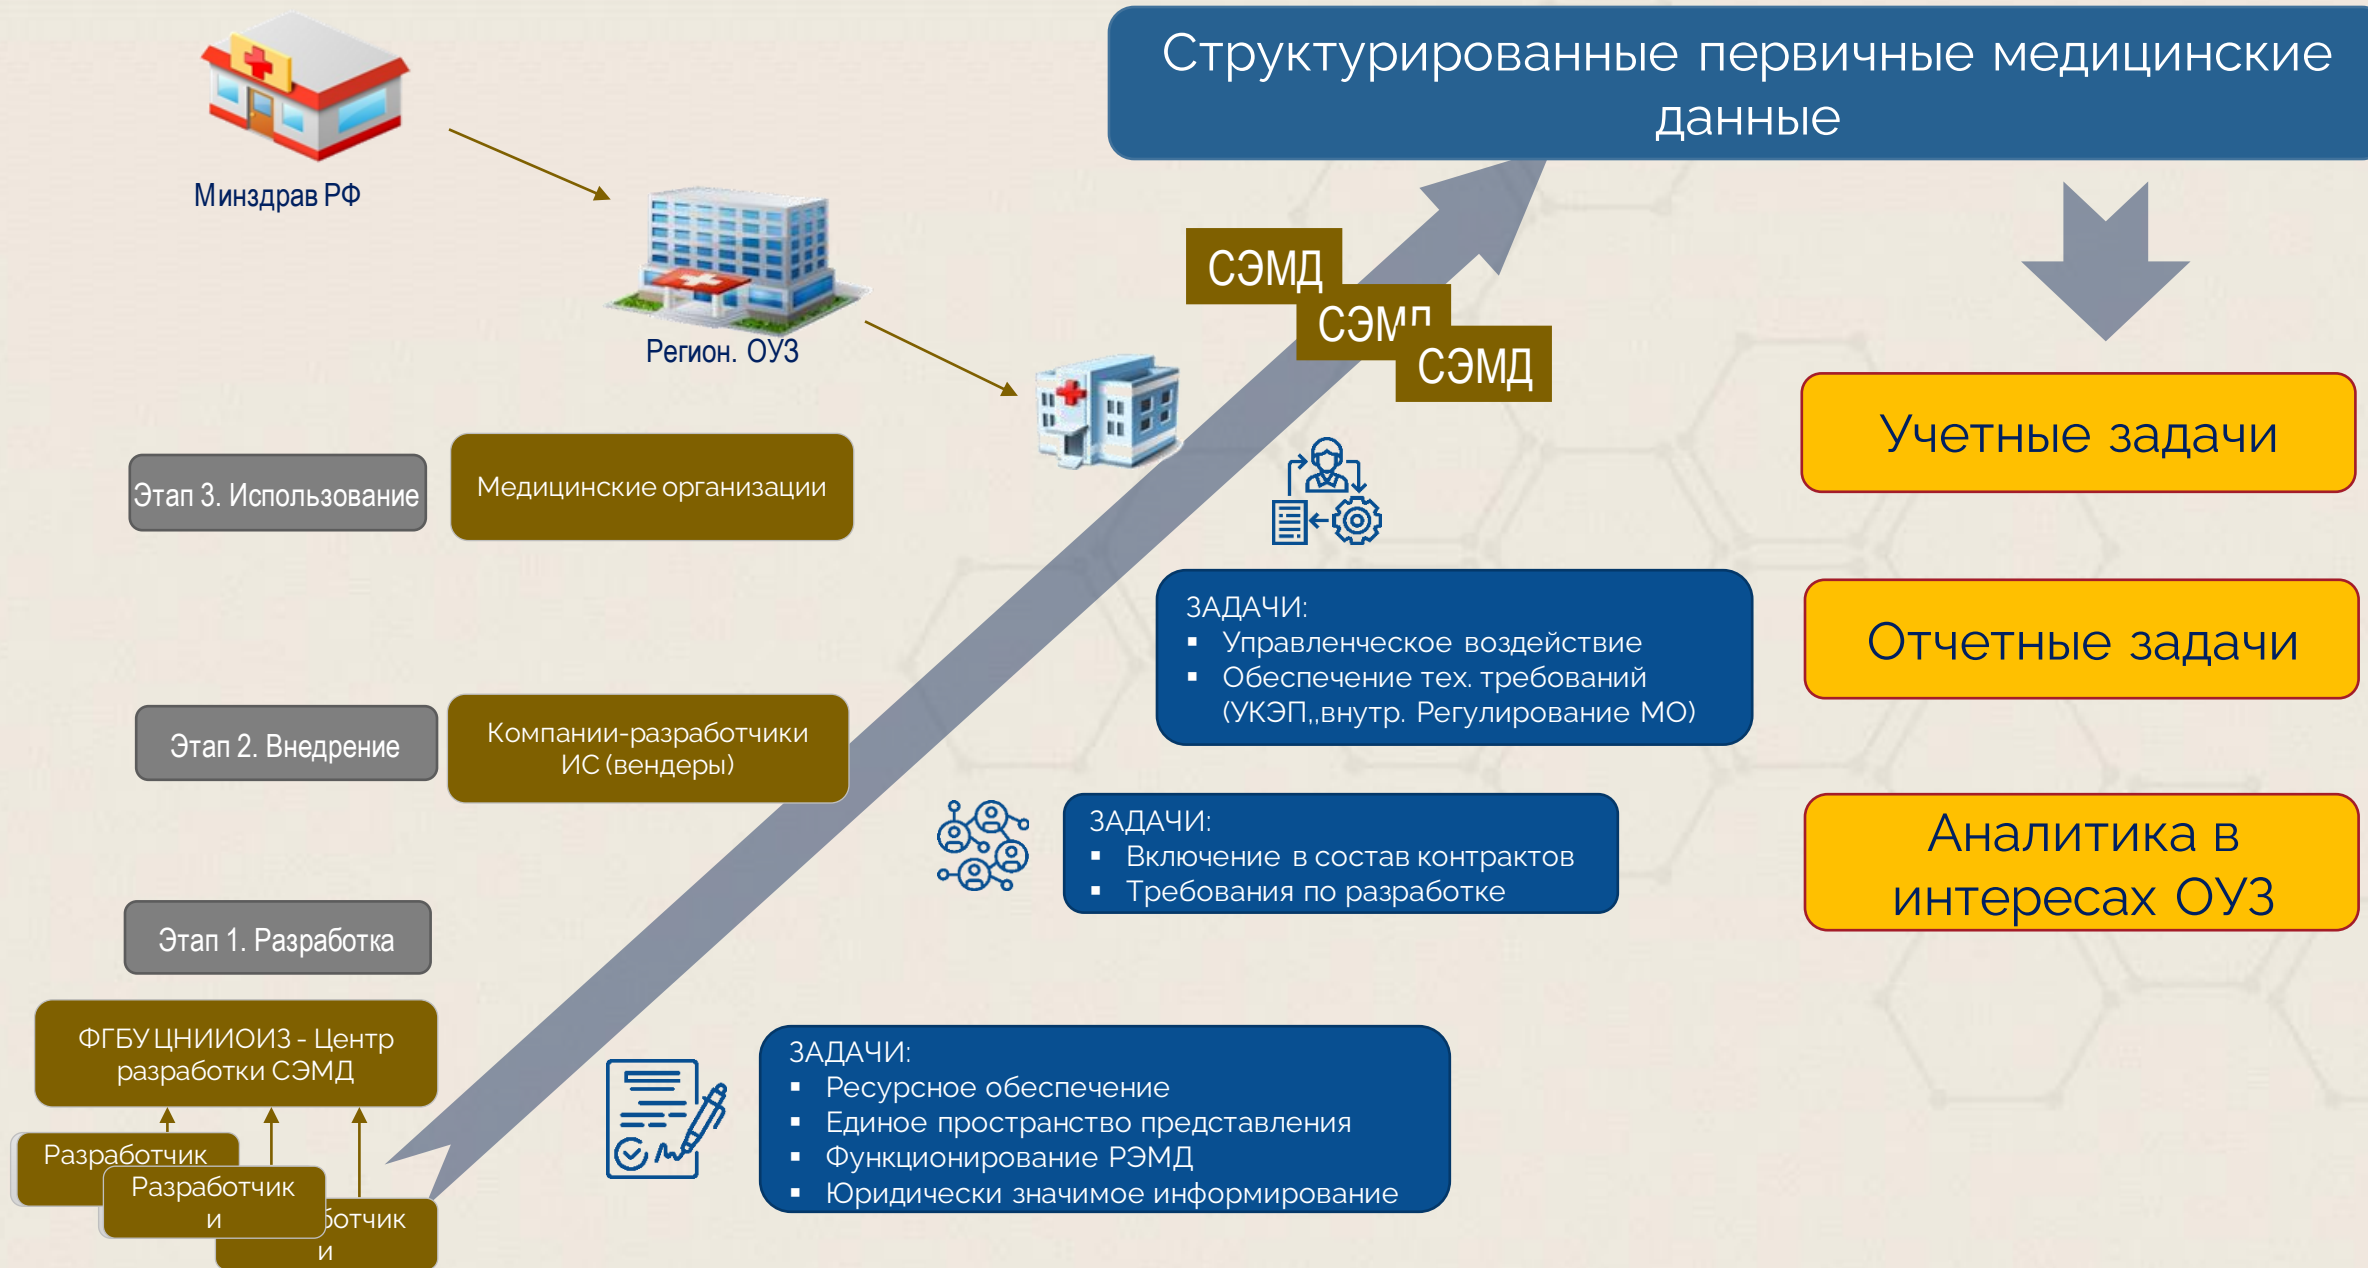 Структурированные первичные медицинские
данные
Минздрав РФ
Регион. ОУЗ
СЭМД
СЭМД
СЭМД
Этап 3. Использование
Медицинские организации
Этап 2. Внедрение
Компании-разработчики
ИС (вендеры)
Этап 1. Разработка
ФГБУ ЦНИИОИЗ - Центр
разработки СЭМД
Разработчик
Разработчик
и
ботчик
и
ЗАДАЧИ:
▪ Управленческое воздействие
▪ Обеспечение тех. требований
(УКЭП,,внутр. Регулирование МО)
ЗАДАЧИ:
▪ Включение в состав контрактов
▪ Требования по разработке
ЗАДАЧИ:
▪ Ресурсное обеспечение
▪ Единое пространство представления
▪ Функционирование РЭМД
▪ Юридически значимое информирование
Учетные задачи
Отчетные задачи
Аналитика в
интересах ОУЗ